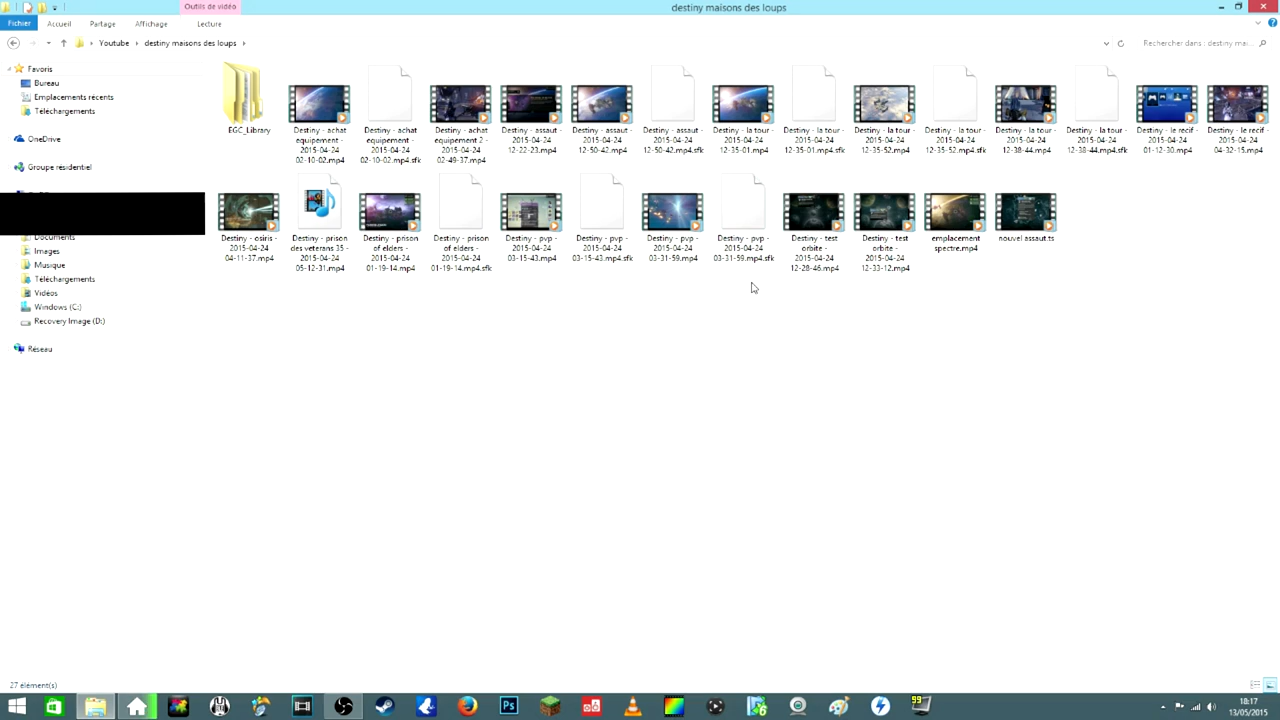 Outils de vidéo
destiny maisons des loups
Fichier
Accueil
Partage
Affichage
Lecture
Youtube
destiny maisons des loups
Rechercher dans : destiny mai...
Favoris
Bureau
Emplacements récents
Téléchargements
OneDrive
Groupe résidentiel
Documents
Images
Musique
Téléchargements
Vidéos
Windows (C:)
Recovery Image (D:)
Réseau
EGC_Library
Destiny - achat
equipement -
2015-04-24
02-10-02.mp4
Destiny - achat
equipement -
2015-04-24
02-10-02.mp4.sfk
Destiny - achat
equipement 2 -
2015-04-24
02-49-37.mp4
Destiny - assaut -
2015-04-24
12-22-23.mp4
Destiny - assaut -
2015-04-24
12-50-42.mp4
Destiny - assaut -
2015-04-24
12-50-42.mp4.sfk
Destiny - la tour -
2015-04-24
12-35-01.mp4
Destiny - la tour -
2015-04-24
12-35-01.mp4.sfk
Destiny - la tour -
2015-04-24
12-35-52.mp4
Destiny - la tour -
2015-04-24
12-35-52.mp4.sfk
Destiny - la tour -
2015-04-24
12-38-44.mp4
Destiny - la tour -
2015-04-24
12-38-44.mp4.sfk
Destiny - le recif -
2015-04-24
01-12-30.mp4
Destiny - le recif -
2015-04-24
04-32-15.mp4
Destiny - osiris -
2015-04-24
04-11-37.mp4
Destiny - prison
des veterans 35 -
2015-04-24
05-12-31.mp4
Destiny - prison
of elders -
2015-04-24
01-19-14.mp4
Destiny - prison
of elders -
2015-04-24
01-19-14.mp4.sfk
Destiny - pvp -
2015-04-24
03-15-43.mp4
Destiny - pvp -
2015-04-24
03-15-43.mp4.sfk
Destiny - pvp -
2015-04-24
03-31-59.mp4
Destiny - pvp -
2015-04-24
03-31-59.mp4.sfk
Destiny - test
orbite -
2015-04-24
12-28-46.mp4
Destiny - test
orbite -
2015-04-24
12-33-12.mp4
emplacement
spectre.mp4
nouvel assaut.ts
27 élément(s)
Ps
99
18:17
13/05/2015